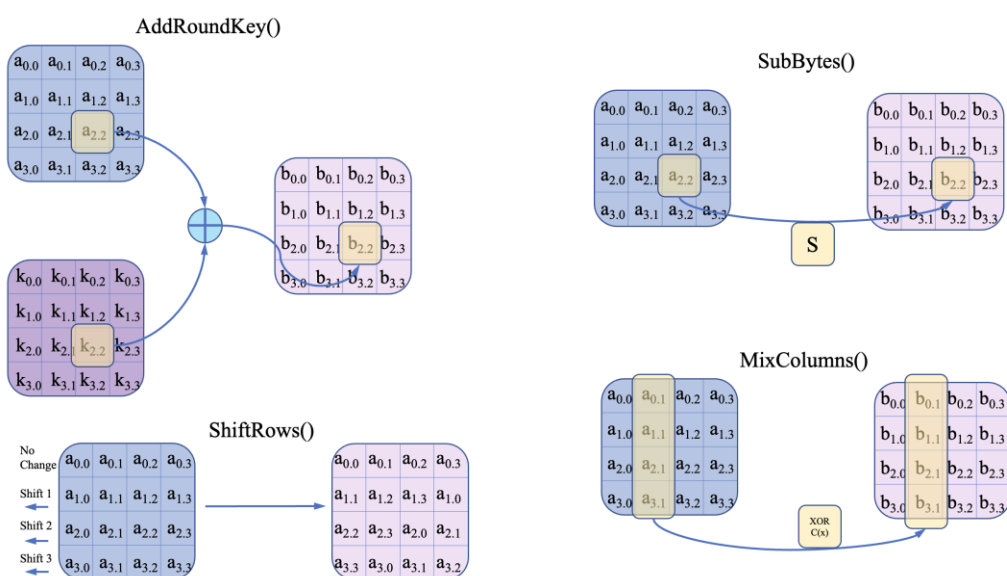 AddRoundKey()
a0.0 a0.1 a0.2 a0.3
a1.0 a1.1 a1.2 a1.3
a2.0 a2.1 a2.2 a2.3
a3.0 a3.1 a3.2 a3.3
b0.0 b0.1 b0.2 b0.3
b1.0 b1.1 b1.2 b1.3
b2.0 b2.1 b2.2 b2.3
b3.0 b3.1 b3.2 b3.3
k0.0 k0.1 k0.2 k0.3
k1.0 k1.1 k1.2 k1.3
k2.0 k2.1 k2.2 k2.3
k3.0 k3.1 k3.2 k3.3
SubBytes()
a0.0 a0.1 a0.2 a0.3
a1.0 a1.1 a1.2 a1.3
a2.0 a2.1 a2.2 a2.3
a3.0 a3.1 a3.2 a3.3
S
b0.0 b0.1 b0.2 b0.3
b1.0 b1.1 b1.2 b1.3
b2.0 b2.1 b2.2 b2.3
b3.0 b3.1 b3.2 b3.3
ShiftRows()
No
Change
Shift 1
Shift 2
Shift 3
a0.0 a0.1 a0.2 a0.3
a1.0 a1.1 a1.2 a1.3
a2.0 a2.1 a2.2 a2.3
a3.0 a3.1 a3.2 a3.3
a0.0 a0.1 a0.2 a0.3
a1.1 a1.2 a1.3 a1.0
a2.2 a2.3 a2.0 a2.1
a3.3 a3.0 a3.1 a3.2
MixColumns()
a0.0 a0.1 a0.2 a0.3
a1.0 a1.1 a1.2 a1.3
a2.0 a2.1 a2.2 a2.3
a3.0 a3.1 a3.2 a3.3
XOR
C(x)
b0.0 b0.1 b0.2 b0.3
b1.0 b1.1 b1.2 b1.3
b2.0 b2.1 b2.2 b2.3
b3.0 b3.1 b3.2 b3.3